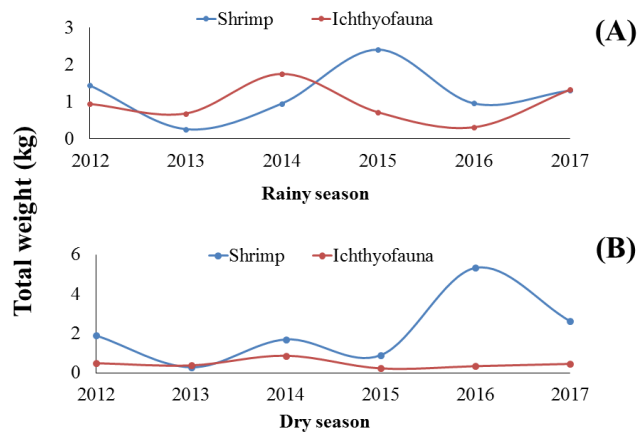 Total weight (kg)
Shrimp Ichthyofauna
(A)
3
2
1
0
2012 2013 2014 2015 2016 2017
Rainy season
Shrimp Ichthyofauna
(B)
6
4
2
0
2012 2013 2014 2015 2016 2017
Dry season